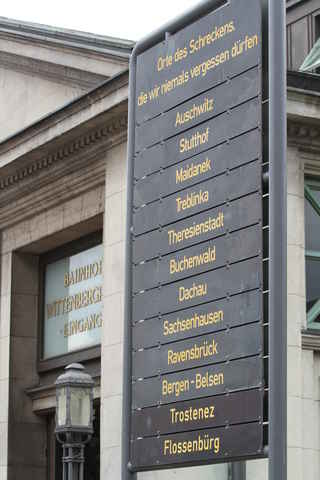 Orte des Schreckens,
die wir niemals vergessen dürfen
Auschwitz
Stutthof
Maidanek
Treblinka
Theresienstadt
Buchenwald
Dachau
Sachsenhausen
Ravensbrück
Bergen-Belsen
Trostenez
Flossenbürg
BAHNHOF
WITTENBERG
-EINGANG